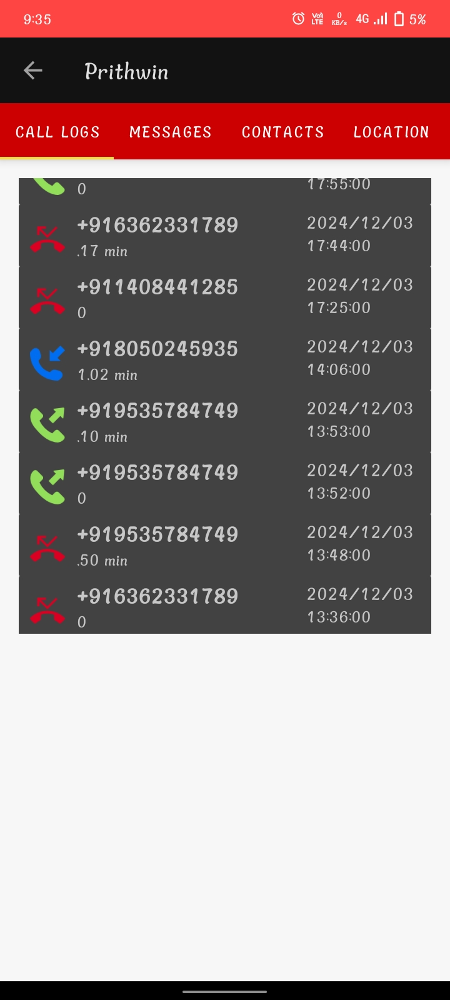 9:35
Vo) LTE 0 KB/s 4G 5%
Prithwin
CALL LOGS MESSAGES CONTACTS LOCATION
0 17:55:00
+916362331789 2024/12/03
.17 min 17:44:00
+911408441285 2024/12/03
0 17:25:00
+918050245935 2024/12/03
1.02 min 14:06:00
+919535784749 2024/12/03
.10 min 13:53:00
+919535784749 2024/12/03
0 13:52:00
+919535784749 2024/12/03
.50 min 13:48:00
+916362331789 2024/12/03
0 13:36:00